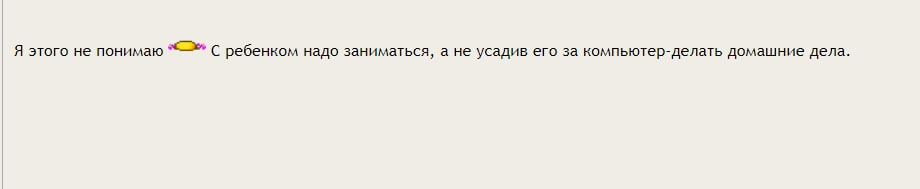 Я этого не понимаю С ребенком надо заниматься, а не усадив его за компьютер-делать домашние дела.